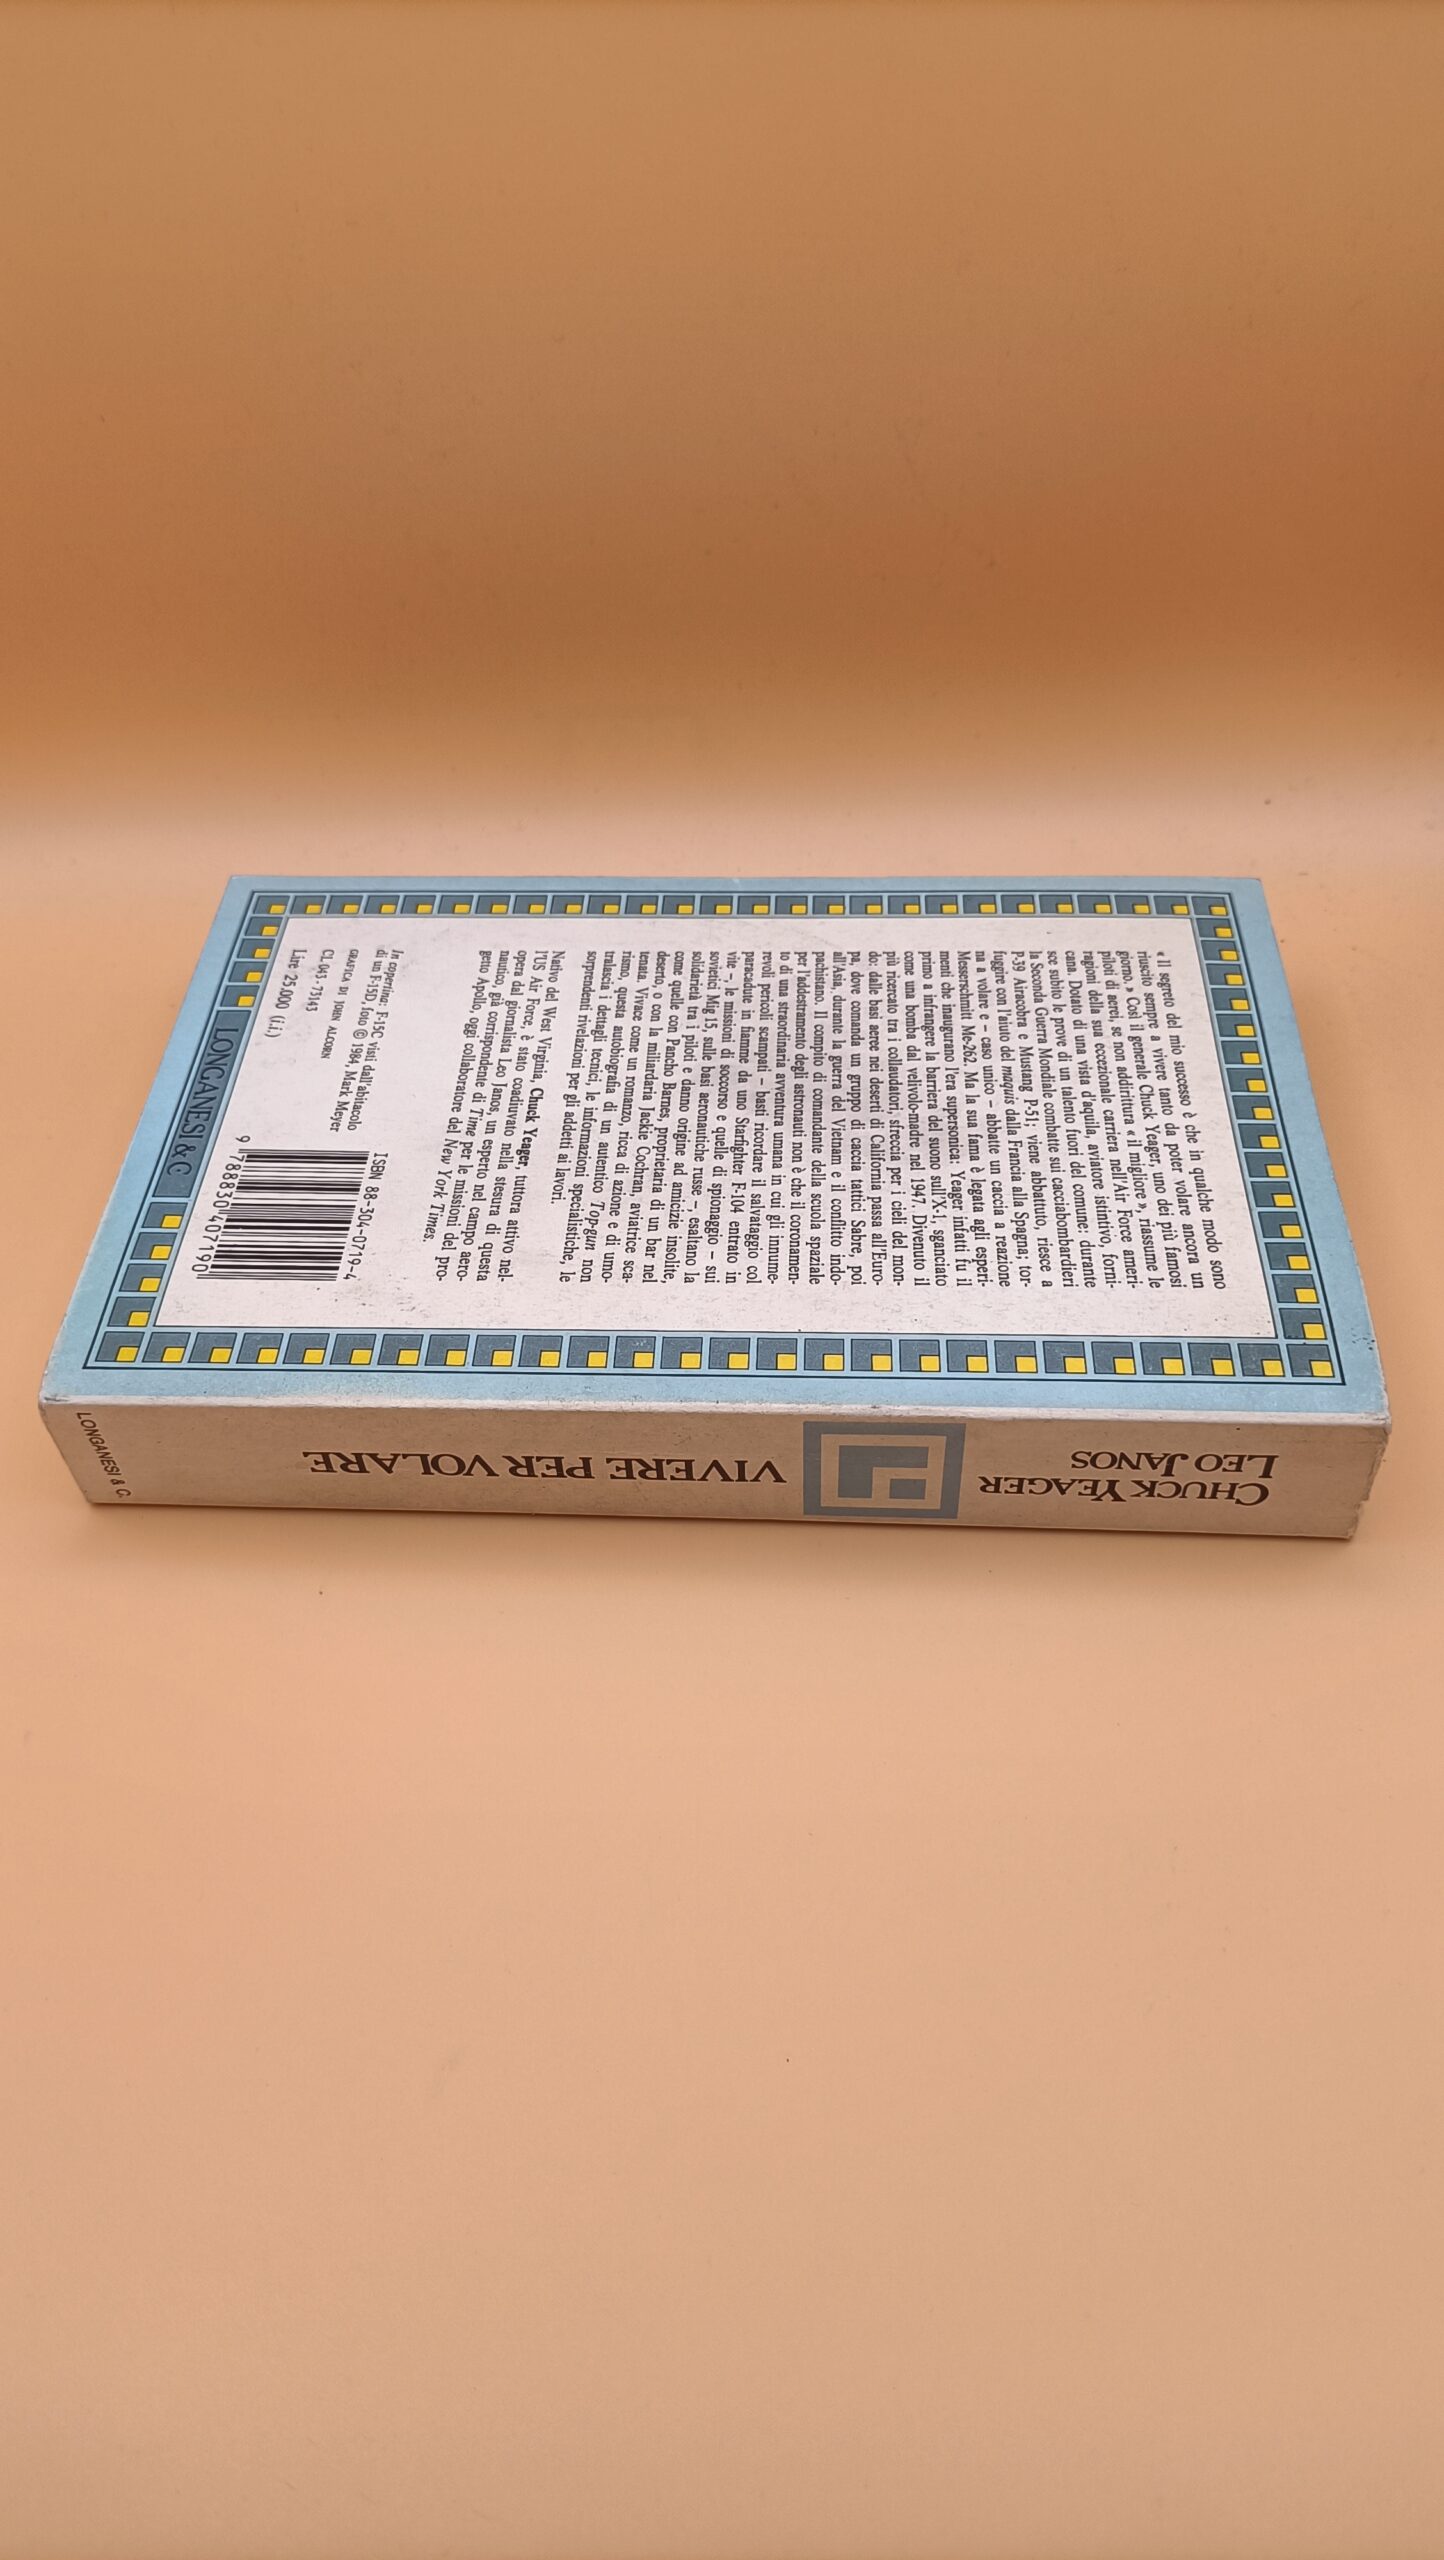 « Il segreto del mio successo è che in qualche modo sono
riuscito sempre a vivere tanto da poter volare ancora un
giorno. » Così il generale Chuck Yeager, uno dei più famosi
piloti di aerei, se non addirittura « il migliore », riassume le
ragioni della sua eccezionale carriera nell'Air Force ameri-
cana. Dotato di una vista d'aquila, aviatore istintivo, forni-
sce subito le prove di un talento fuori del comune: durante
la Seconda Guerra Mondiale combatte sui cacciabombardieri
P-39 Airacobra e Mustang P-51; viene abbattuto, riesce a
fuggire con l'aiuto del maquis dalla Francia alla Spagna; tor-
na a volare e – caso unico – abbatte un caccia a reazione
Messerschmitt Me-262. Ma la sua fama è legata agli esperi-
menti che inaugurano l'era supersonica: Yeager infatti fu il
primo a infrangere la barriera del suono sull'X-1, sganciato
come una bomba dal velivolo-madre nel 1947. Divenuto il
più ricercato tra i collaudatori, sfreccia per i cieli del mon-
do: dalle basi aeree nei deserti di California passa all'Euro-
pa, dove comanda un gruppo di caccia tattici Sabre, poi
all'Asia, durante la guerra del Vietnam e il conflitto indo-
pachistano. Il compito di comandante della scuola spaziale
per l'addestramento degli astronauti non è che il coronamen-
to di una straordinaria avventura umana in cui gli innume-
revoli pericoli scampati – basti ricordare il salvataggio col
paracadute in fiamme da uno Starfighter F-104 entrato in
vite –, le missioni di soccorso e quelle di spionaggio – sui
sovietici Mig 15, sulle basi aeronautiche russe –, esaltano la
solidarietà tra i piloti e danno origine ad amicizie insolite,
come quelle con Pancho Barnes, proprietaria di un bar nel
deserto, o con la miliardaria Jackie Cochran, aviatrice sca-
tenata. Vivace come un romanzo, ricca di azione e di umo-
rismo, questa autobiografia di un autentico Top-gun non
tralascia i dettagli tecnici, le informazioni specialistiche, le
sorprendenti rivelazioni per gli addetti ai lavori.
Nativo del West Virginia, Chuck Yeager, tuttora attivo nel-
l'US Air Force, è stato coadiuvato nella stesura di questa
opera dal giornalista Leo Janos, un esperto nel campo aero-
nautico, già corrispondente di Time per le missioni del pro-
getto Apollo, oggi collaboratore del New York Times.
In copertina: F-15C visti dall'abitacolo
di un F-15D, foto © 1984, Mark Meyer
GRAFICA DI JOHN ALCORN
CL 043-73143
Lire 25.000 (i.i.)
ISBN 88-304-0719-4
9 788830 407190
LONGANESI & C
CHUCK YEAGER
LEO JANOS
VIVERE PER VOLARE
LONGANESI & C.